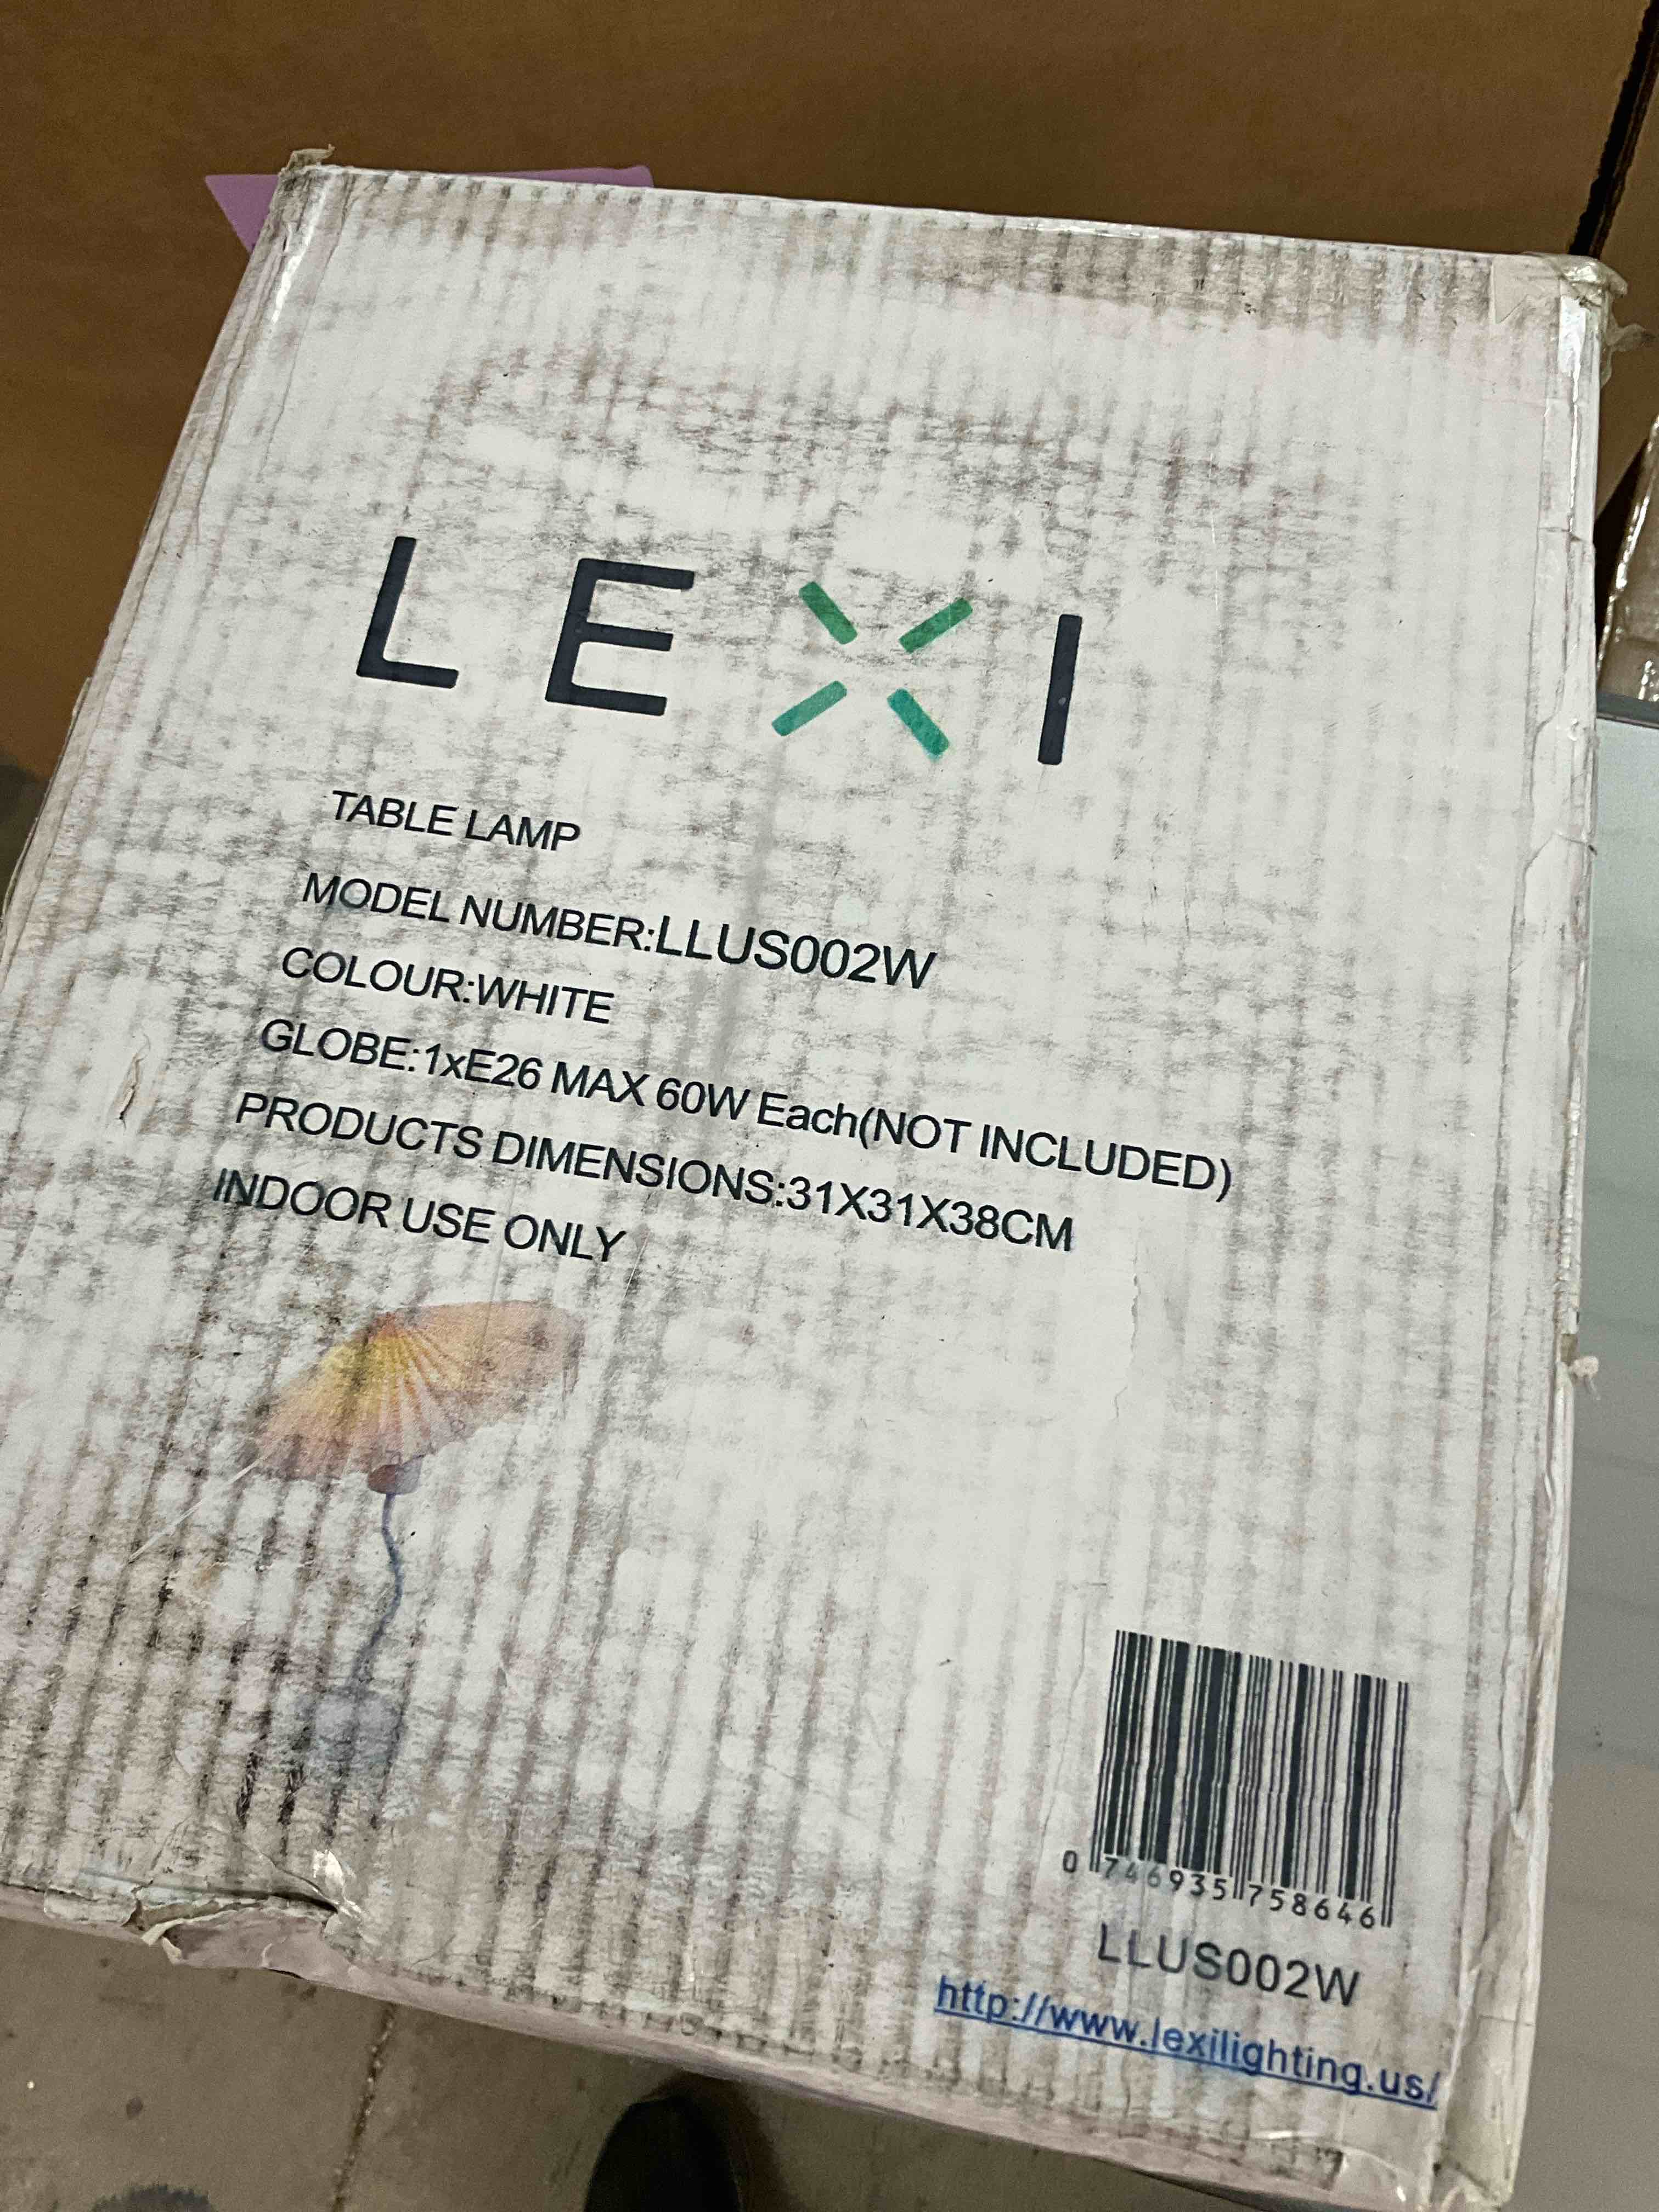 LEXI
TABLE LAMP
MODEL NUMBER:LLUS002W
COLOUR:WHITE
GLOBE:1xE26 MAX 60W Each(NOT INCLUDED)
PRODUCTS DIMENSIONS:31X31X38CM
INDOOR USE ONLY
0 746935 758646
LLUS002W
http://www.lexilighting.us/